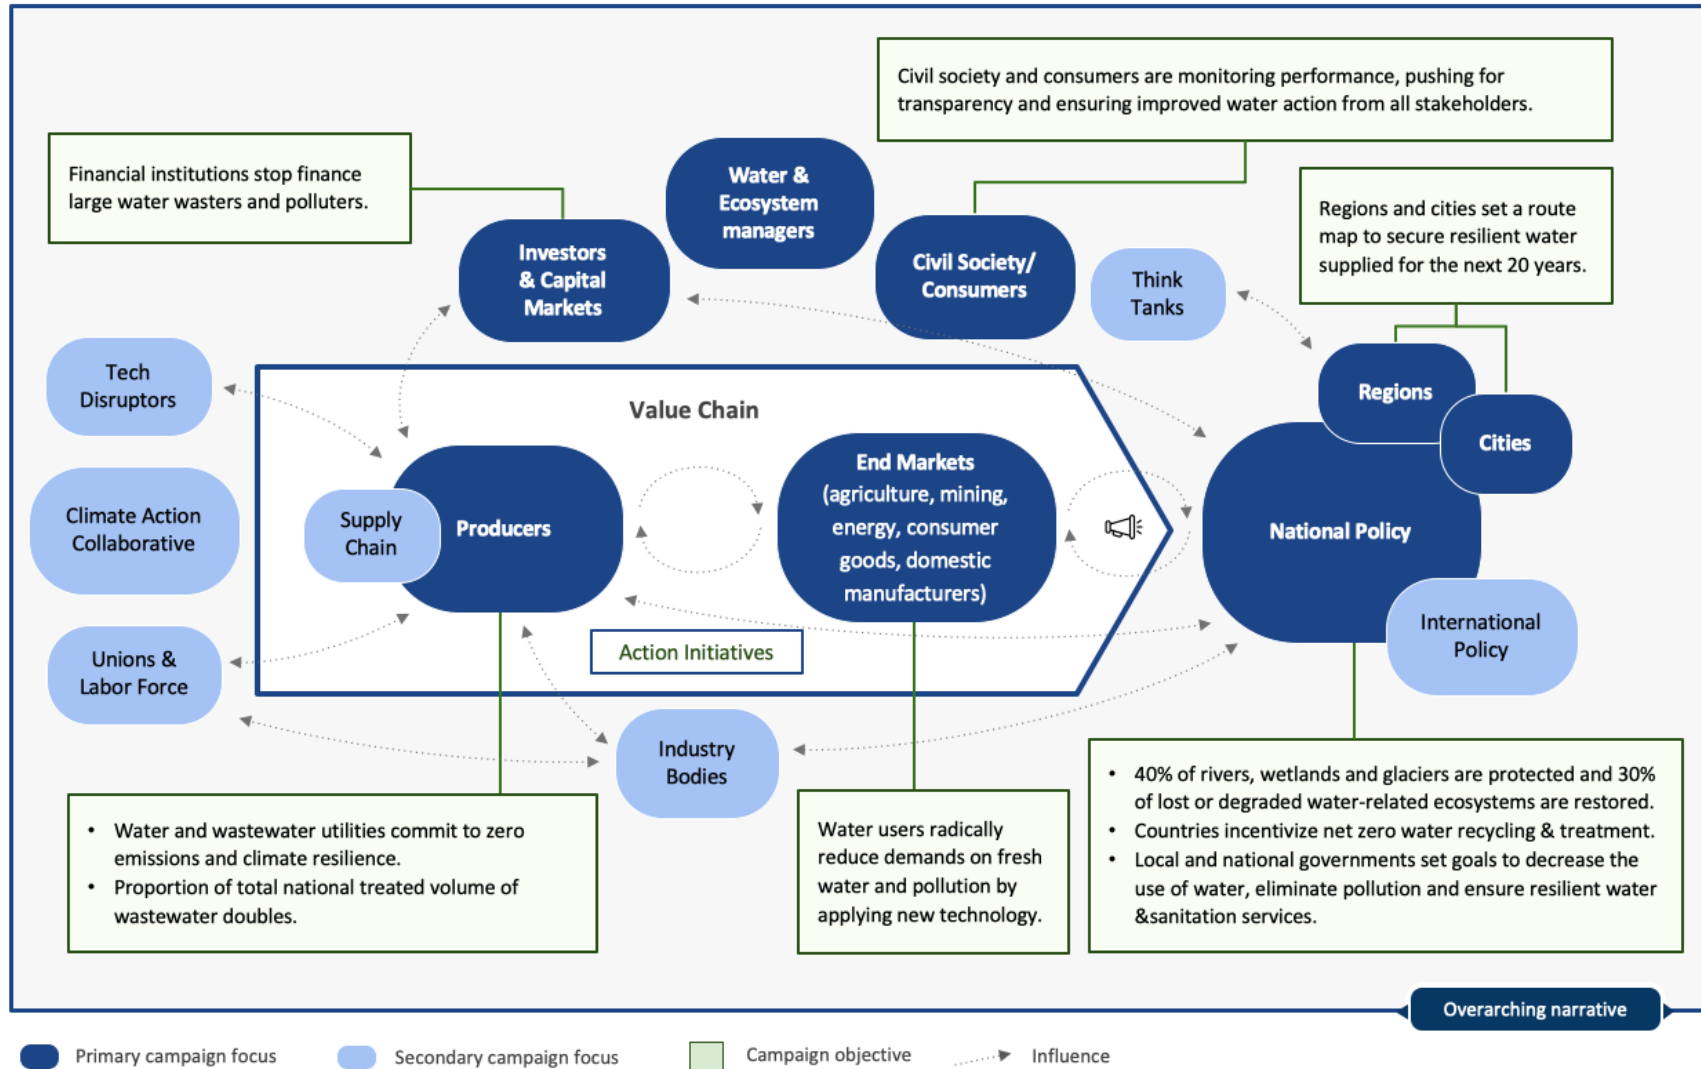 Civil society and consumers are monitoring performance, pushing for
transparency and ensuring improved water action from all stakeholders.
Financial institutions stop finance
large water wasters and polluters.
Water &
Ecosystem
managers
Regions and cities set a route
map to secure resilient water
supplied for the next 20 years.
Investors
& Capital
Markets
Civil Society/
Consumers
Think
Tanks
Tech
Disruptors
Value Chain
Regions
Cities
Climate Action
Collaborative
Supply
Chain
Producers
End Markets
(agriculture, mining,
energy, consumer
goods, domestic
manufacturers)
National Policy
International
Policy
Unions &
Labor Force
Action Initiatives
Industry
Bodies
• Water and wastewater utilities commit to zero
emissions and climate resilience.
• Proportion of total national treated volume of
wastewater doubles.
Water users radically
reduce demands on fresh
water and pollution by
applying new technology.
• 40% of rivers, wetlands and glaciers are protected and 30%
of lost or degraded water-related ecosystems are restored.
• Countries incentivize net zero water recycling & treatment.
• Local and national governments set goals to decrease the
use of water, eliminate pollution and ensure resilient water
&sanitation services.
Overarching narrative
Primary campaign focus
Secondary campaign focus
Campaign objective
Influence